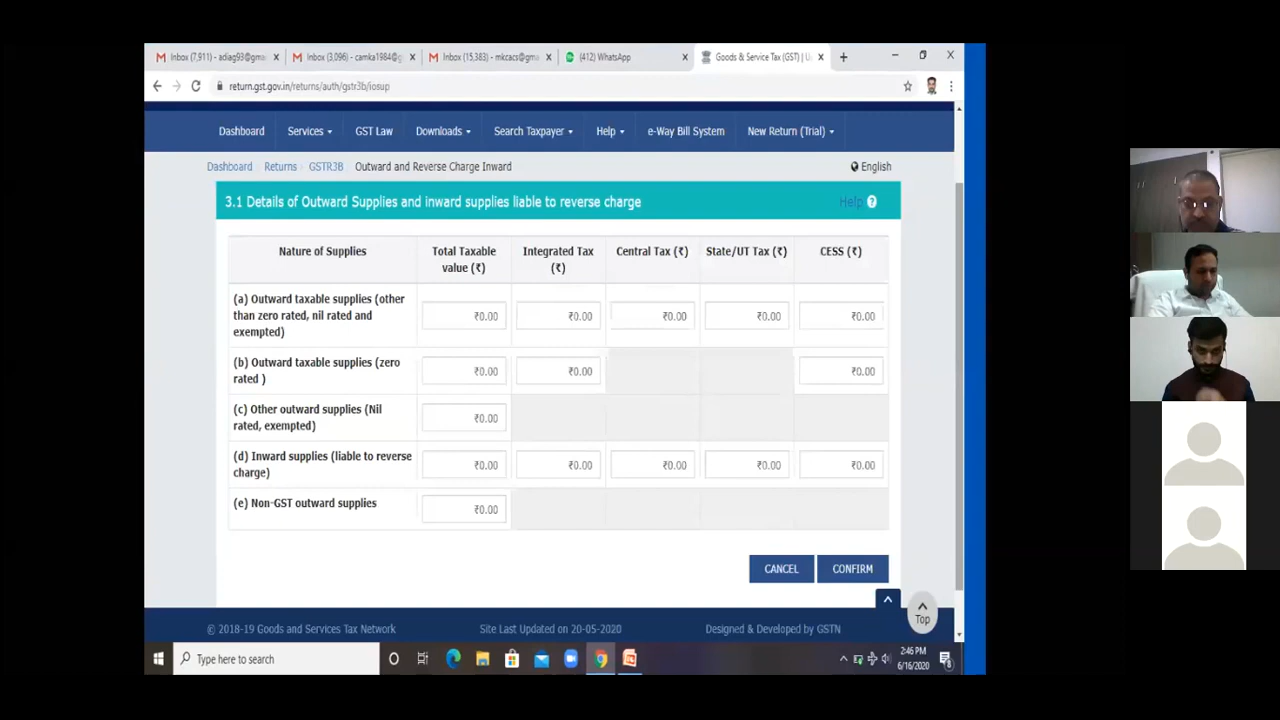 Inbox (7,911) - adiag93@gma
Inbox (3,096) - camka1984@g
Inbox (15,383) - mkcacs@gma
(412) WhatsApp
Goods & Service Tax (GST) | U
return.gst.gov.in/returns/auth/gstr3b/iosup
Dashboard Services GST Law Downloads Search Taxpayer Help e-Way Bill System New Return (Trial)
Dashboard Returns GSTR3B Outward and Reverse Charge Inward
English
3.1 Details of Outward Supplies and inward supplies liable to reverse charge
Help ?
Nature of Supplies
Total Taxable
value (₹)
Integrated Tax
(₹)
Central Tax (₹)
State/UT Tax (₹)
CESS (₹)
(a) Outward taxable supplies (other
than zero rated, nil rated and
exempted)
₹0.00 ₹0.00 ₹0.00 ₹0.00 ₹0.00
(b) Outward taxable supplies (zero
rated )
₹0.00 ₹0.00 ₹0.00
(c) Other outward supplies (Nil
rated, exempted)
₹0.00
(d) Inward supplies (liable to reverse
charge)
₹0.00 ₹0.00 ₹0.00 ₹0.00 ₹0.00
(e) Non-GST outward supplies
₹0.00
CANCEL CONFIRM
Top
© 2018-19 Goods and Services Tax Network
Site Last Updated on 20-05-2020
Designed & Developed by GSTN
Type here to search
2:46 PM
6/16/2020